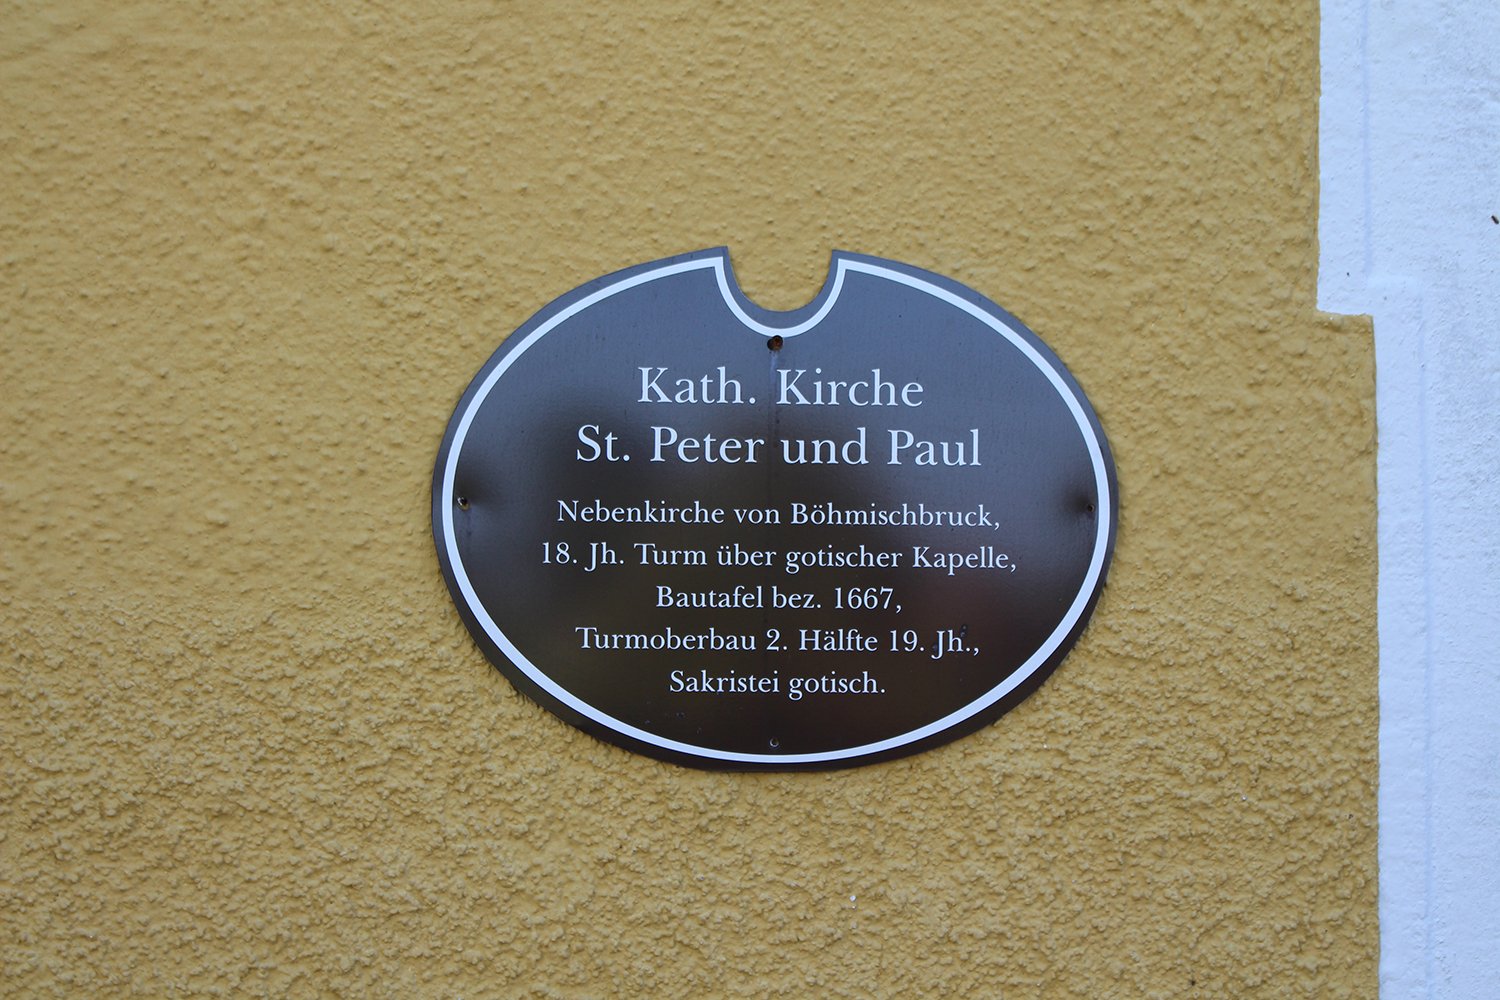 Kath. Kirche
St. Peter und Paul
Nebenkirche von Böhmischbruck,
18. Jh. Turm über gotischer Kapelle,
Bautafel bez. 1667,
Turmoberbau 2. Hälfte 19. Jh.,
Sakristei gotisch.